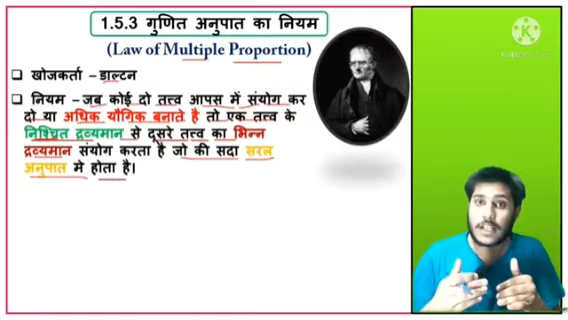 1.5.3 गुणित अनुपात का नियम
(Law of Multiple Proportion)
खोजकर्ता – डाल्टन
नियम – जब कोई दो तत्त्व आपस में संयोग कर
दो या अधिक यौगिक बनाते है तो एक तत्त्व के
निश्चित द्रव्यमान से दूसरे तत्त्व का भिन्न
द्रव्यमान संयोग करता है जो की सदा सरल
अनुपात मे होता है।
K